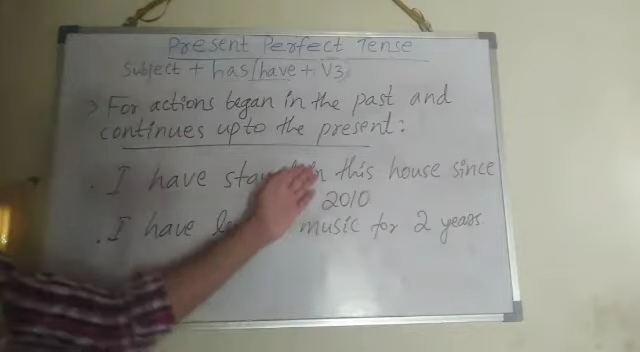 Present Perfect Tense
Subject + has/have + V3
For actions began in the past and
continues upto the present:
. I have in this house since
2010
. I have music for 2 years.